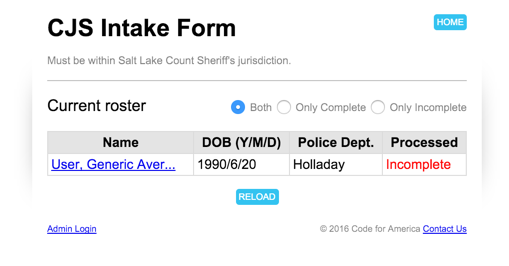 CJS Intake Form
HOME
Must be within Salt Lake Count Sheriff's jurisdiction.
Current roster
Both Only Complete Only Incomplete
Name DOB (Y/M/D) Police Dept. Processed
User, Generic Aver... 1990/6/20 Holladay Incomplete
RELOAD
Admin Login © 2016 Code for America Contact Us